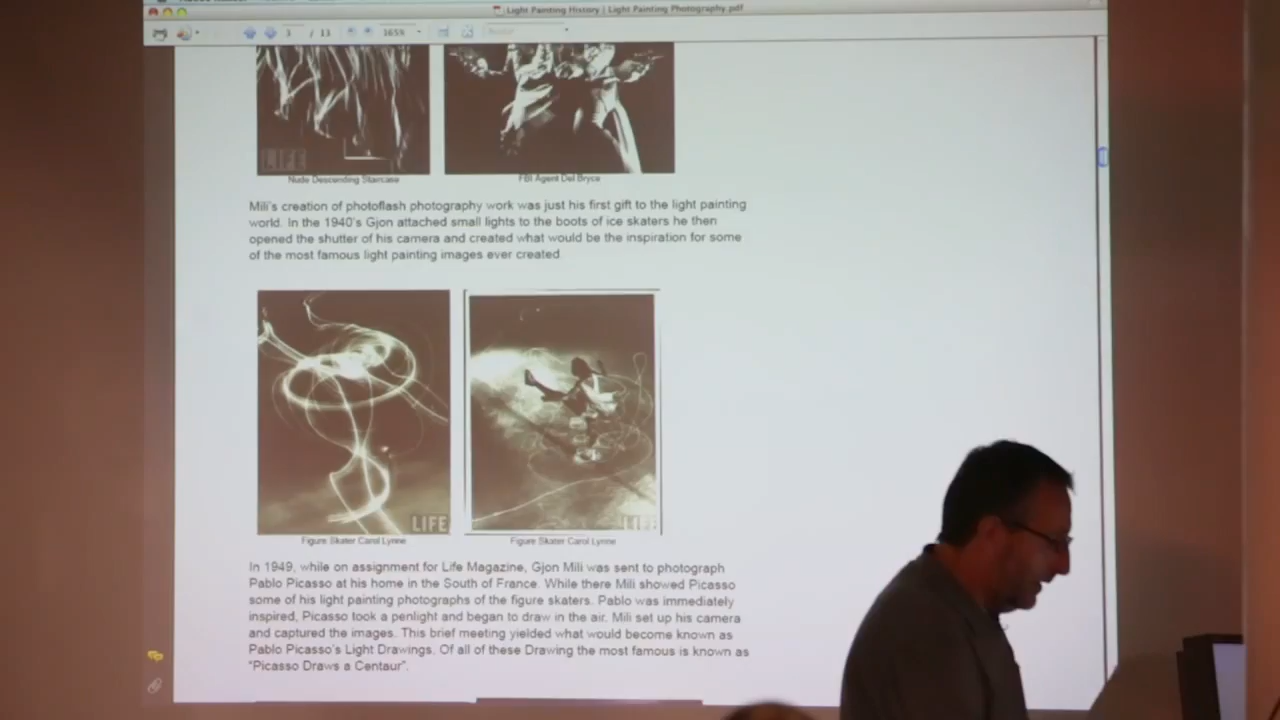 Light Painting History | Light Painting Photography.pdf
3 / 13 165%
LIFE
Nude Descending Staircase
FBI Agent Del Bryce
Mili's creation of photoflash photography work was just his first gift to the light painting
world. In the 1940's Gjon attached small lights to the boots of ice skaters he then
opened the shutter of his camera and created what would be the inspiration for some
of the most famous light painting images ever created
LIFE
LIFE
Figure Skater Carol Lynne
Figure Skater Carol Lynne
In 1949, while on assignment for Life Magazine, Gjon Mili was sent to photograph
Pablo Picasso at his home in the South of France. While there Mili showed Picasso
some of his light painting photographs of the figure skaters. Pablo was immediately
inspired, Picasso took a penlight and began to draw in the air. Mili set up his camera
and captured the images. This brief meeting yielded what would become known as
Pablo Picasso's Light Drawings. Of all of these Drawing the most famous is known as
"Picasso Draws a Centaur".